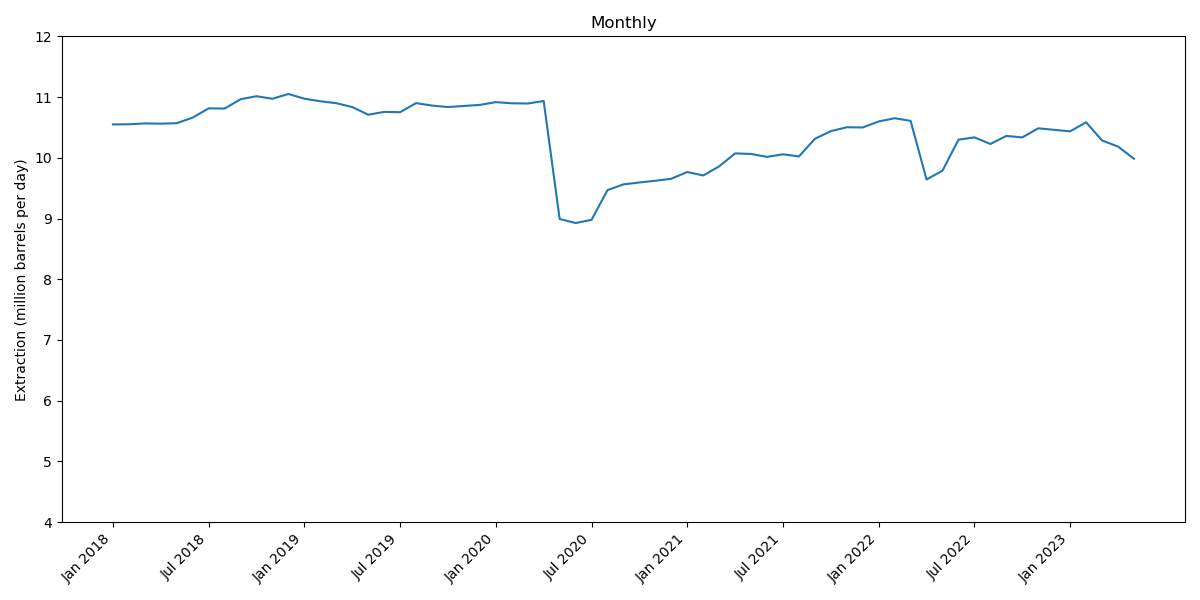 Monthly
Extraction (million barrels per day)
12
11
10
9
8
7
6
5
4
Jan 2018
Jul 2018
Jan 2019
Jul 2019
Jan 2020
Jul 2020
Jan 2021
Jul 2021
Jan 2022
Jul 2022
Jan 2023